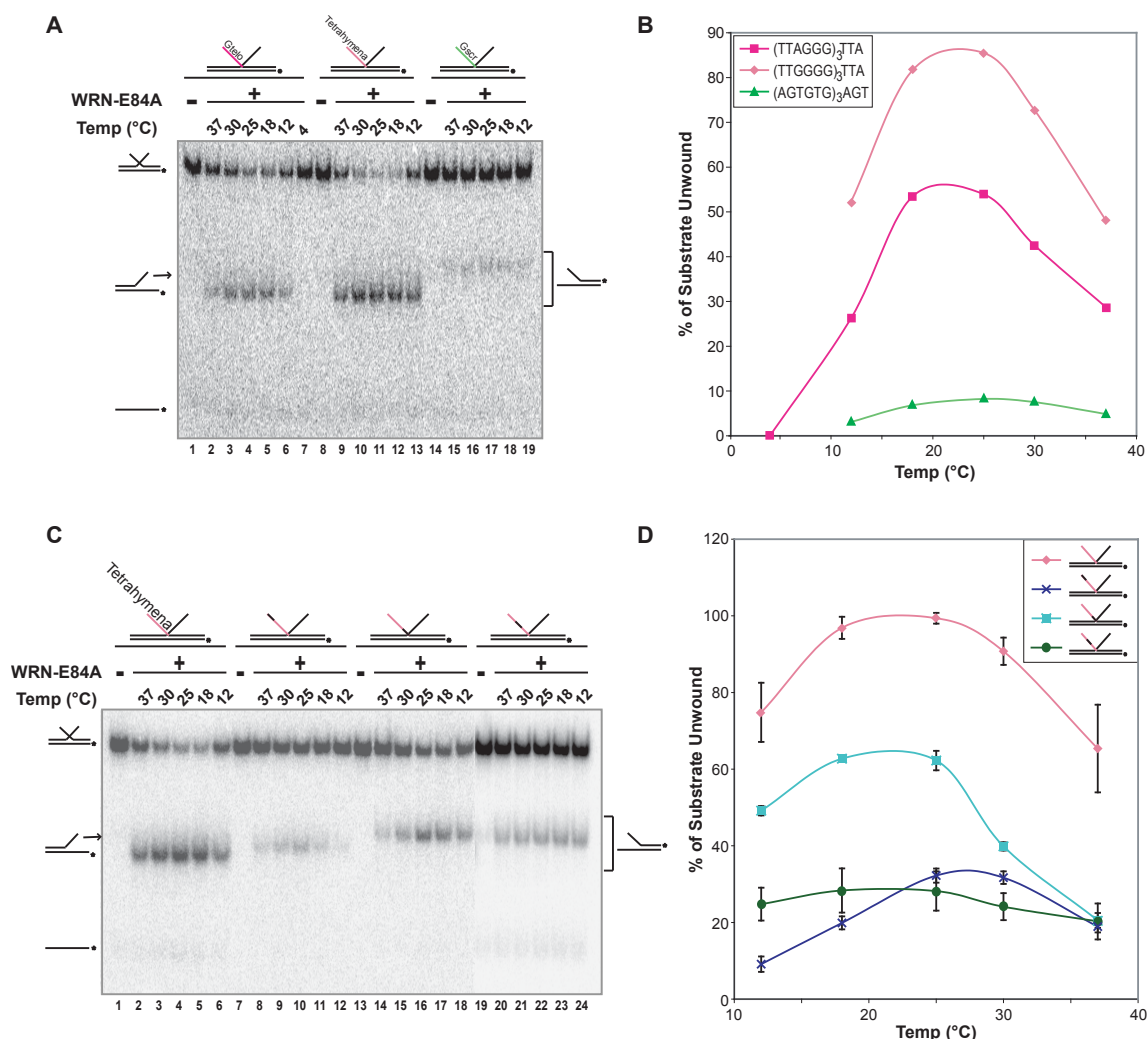 A
Gtelo
Tetrahymena
Gscr
WRN-E84A
- + - + - +
Temp (°C)
37 30 25 18 12 4 37 30 25 18 12 37 30 25 18 12
*
1 2 3 4 5 6 7 8 9 10 11 12 13 14 15 16 17 18 19
B
% of Substrate Unwound
90
80
70
60
50
40
30
20
10
0
(TTAGGG)3TTA
(TTGGGG)3TTA
(AGTGTG)3AGT
0 10 20 30 40
Temp (°C)
C
Tetrahymena
WRN-E84A
- + - + + - +
Temp (°C)
37 30 25 18 12 37 30 25 18 12 37 30 25 18 12 37 30 25 18 12
*
1 2 3 4 5 6 7 8 9 10 11 12 13 14 15 16 17 18 19 20 21 22 23 24
D
% of Substrate Unwound
120
100
80
60
40
20
0
10 20 30 40
Temp (°C)